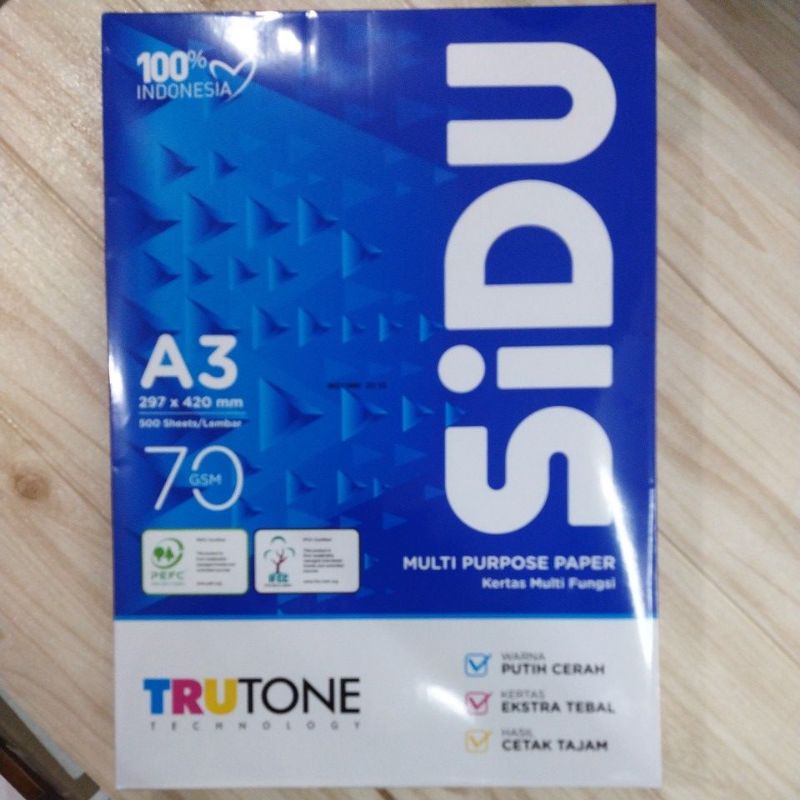 100%
INDONESIA
SiDU
A3
297 x 420 mm
500 Sheets/Lembar
70
GSM
PEFC
IFCC
MULTI PURPOSE PAPER
Kertas Multi Fungsi
TRUTONE
TECHNOLOGY
WARNA
PUTIH CERAH
KERTAS
EKSTRA TEBAL
HASIL
CETAK TAJAM